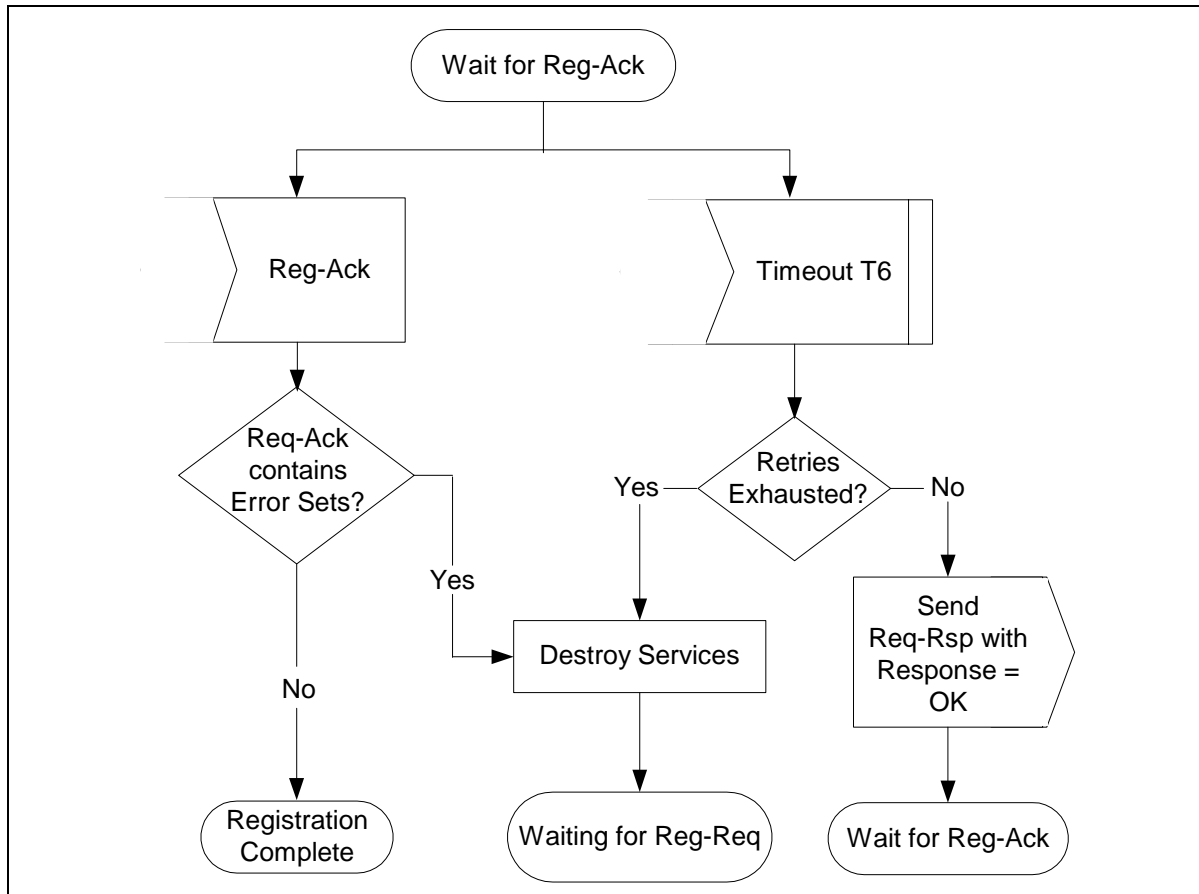 Wait for Reg-Ack
Reg-Ack
Timeout T6
Req-Ack
contains
Error Sets?
Retries
Exhausted?
Yes
No
Yes
No
Send
Req-Rsp with
Response =
OK
Destroy Services
Registration
Complete
Waiting for Reg-Req
Wait for Reg-Ack